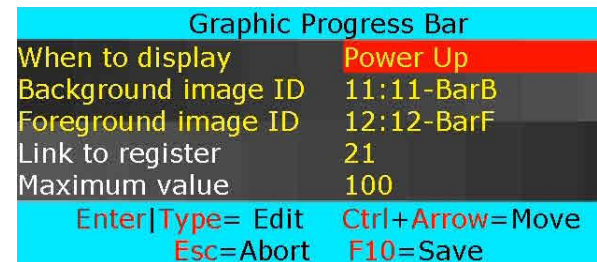 Graphic Progress Bar
When to display Power Up
Background image ID 11:11-BarB
Foreground image ID 12:12-BarF
Link to register 21
Maximum value 100
Enter|Type= Edit Ctrl+Arrow=Move
Esc=Abort F10=Save